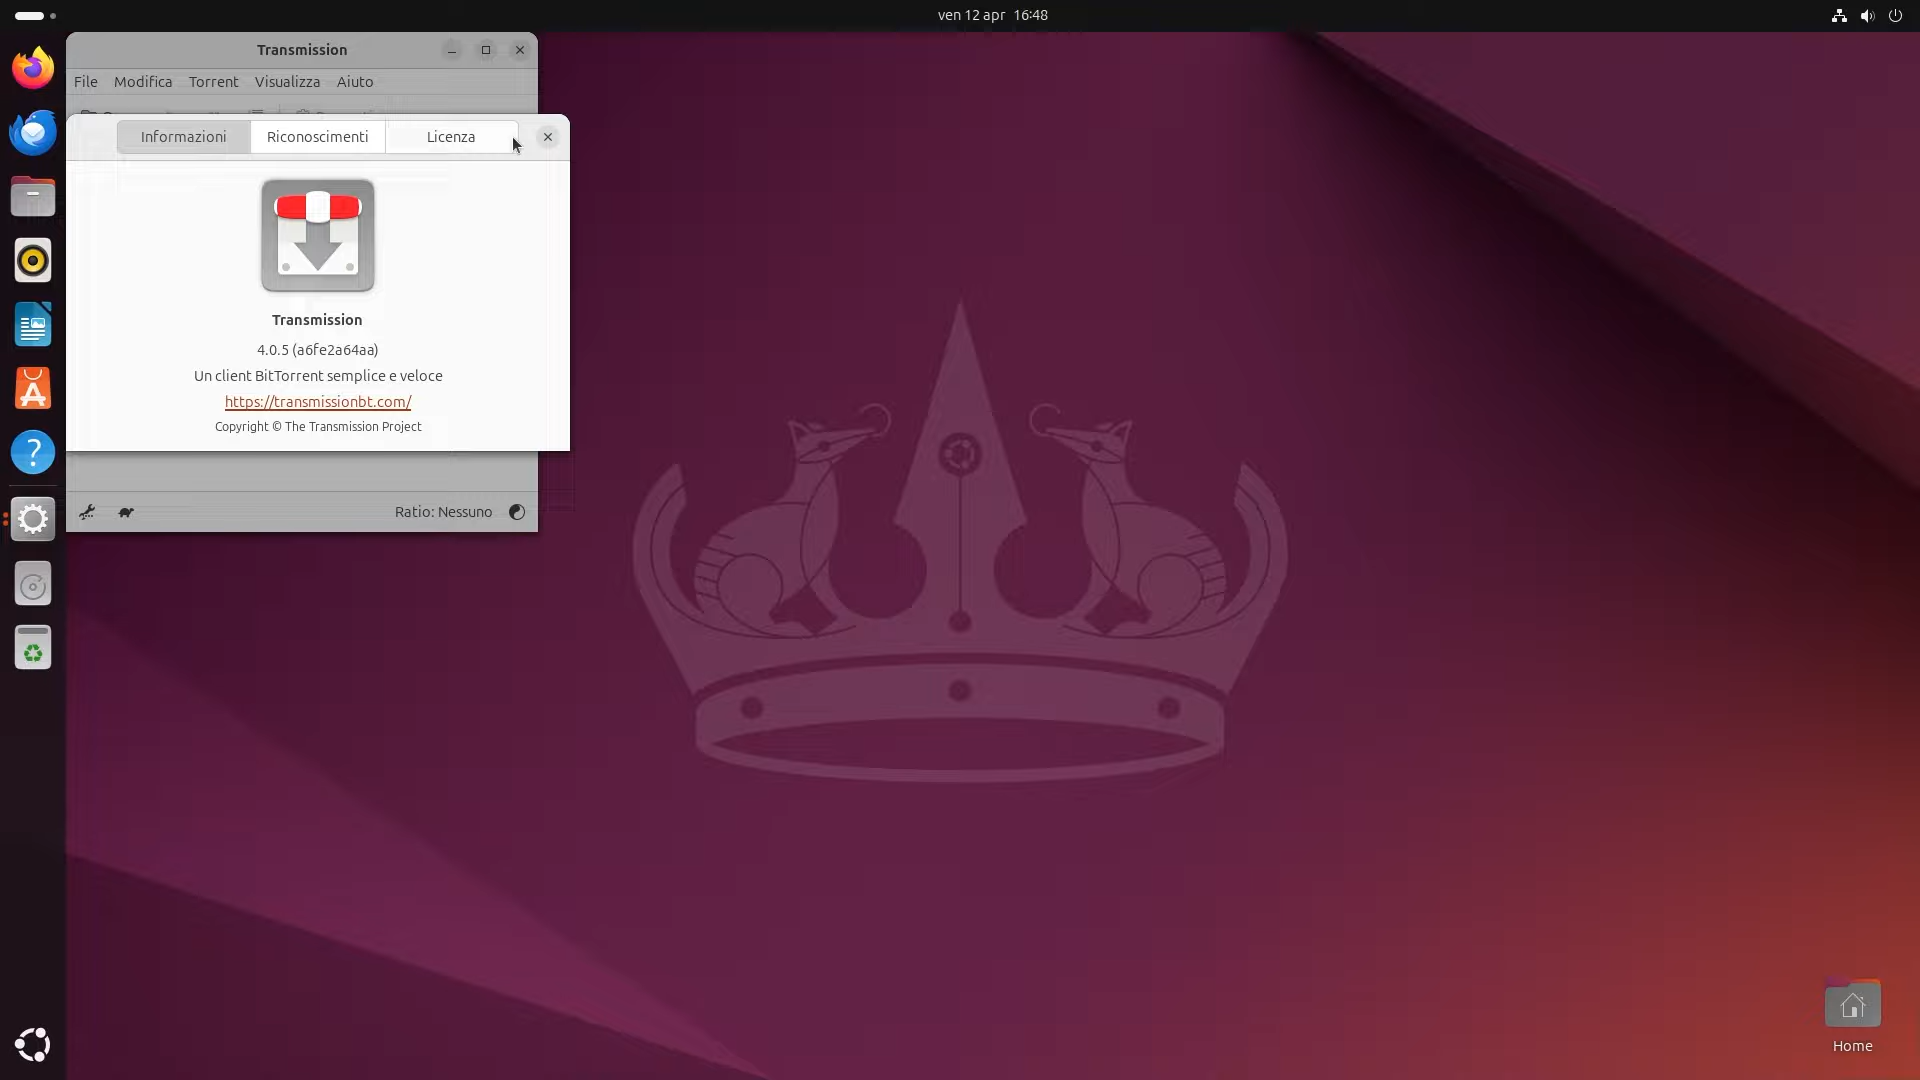 ven 12 apr 16:48
Transmission
File Modifica Torrent Visualizza Aiuto
Informazioni Riconoscimenti Licenza
Transmission
4.0.5 (a6fe2a64aa)
Un client BitTorrent semplice e veloce
https://transmissionbt.com/
Copyright © The Transmission Project
Ratio: Nessuno
Home